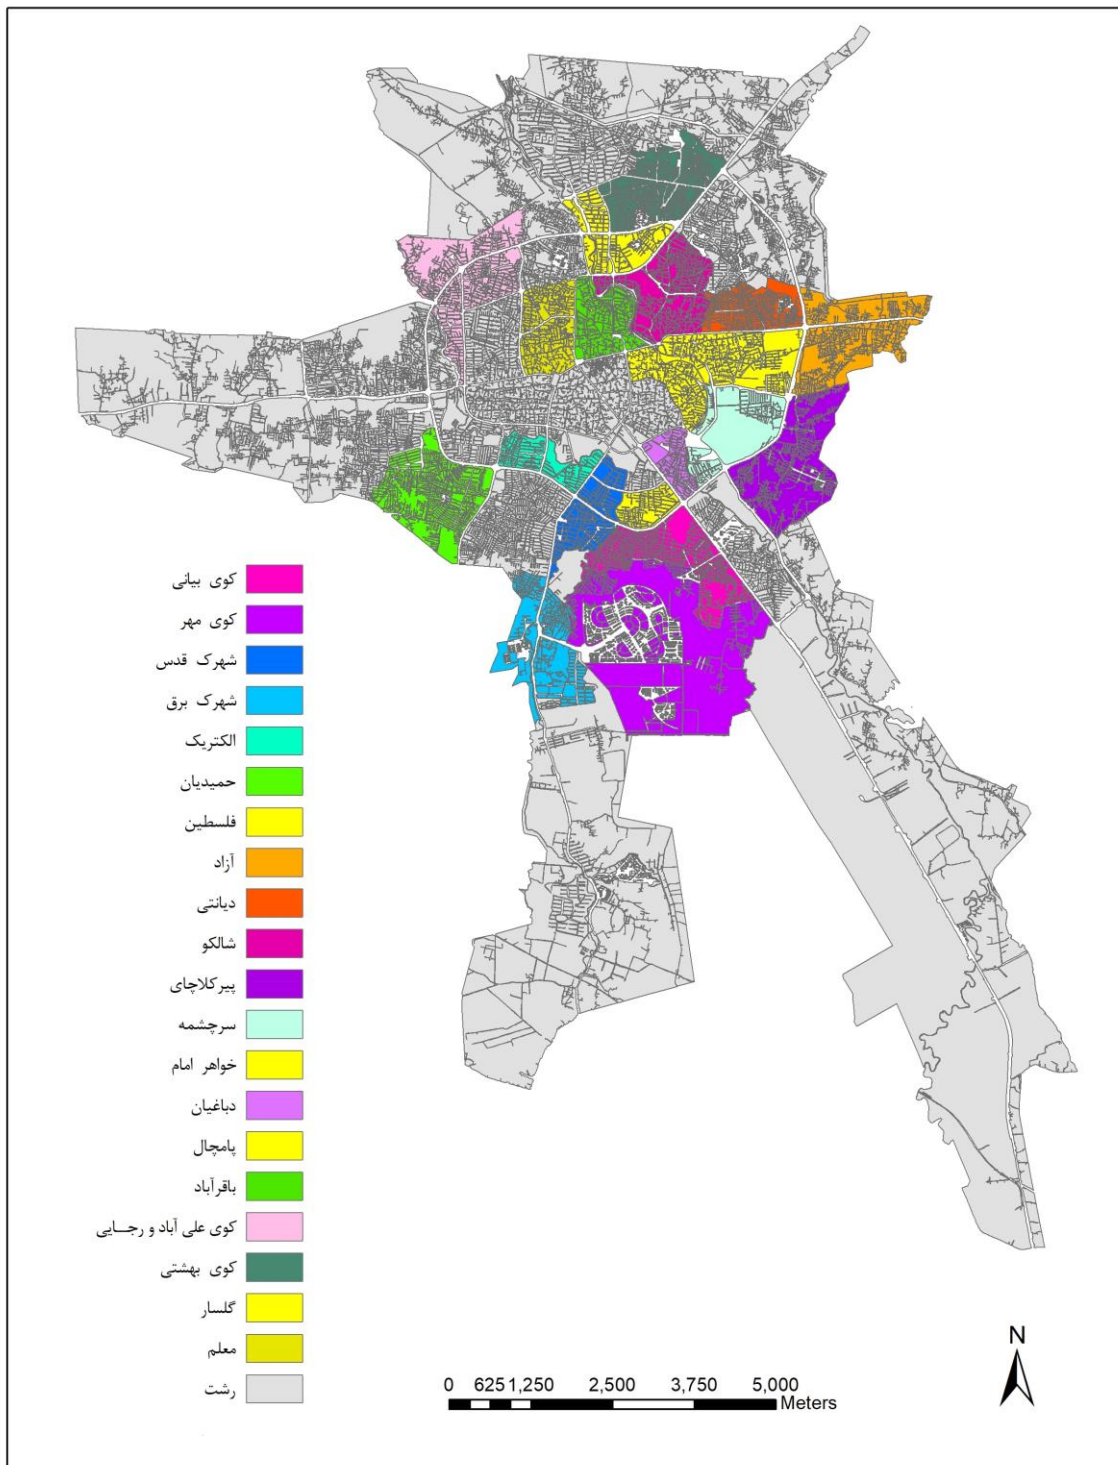 کوی بیانی
کوی مهر
شهرک قدس
شهرک برق
الکتریک
حمیدیان
فلسطین
آزاد
دیانتی
شالکو
پیرکلاچای
سرچشمه
خواهر امام
دباغیان
پامچال
باقرآباد
کوی علی آباد و رجایی
کوی بهشتی
گلسار
معلم
رشت
0 625 1,250 2,500 3,750 5,000
Meters
N